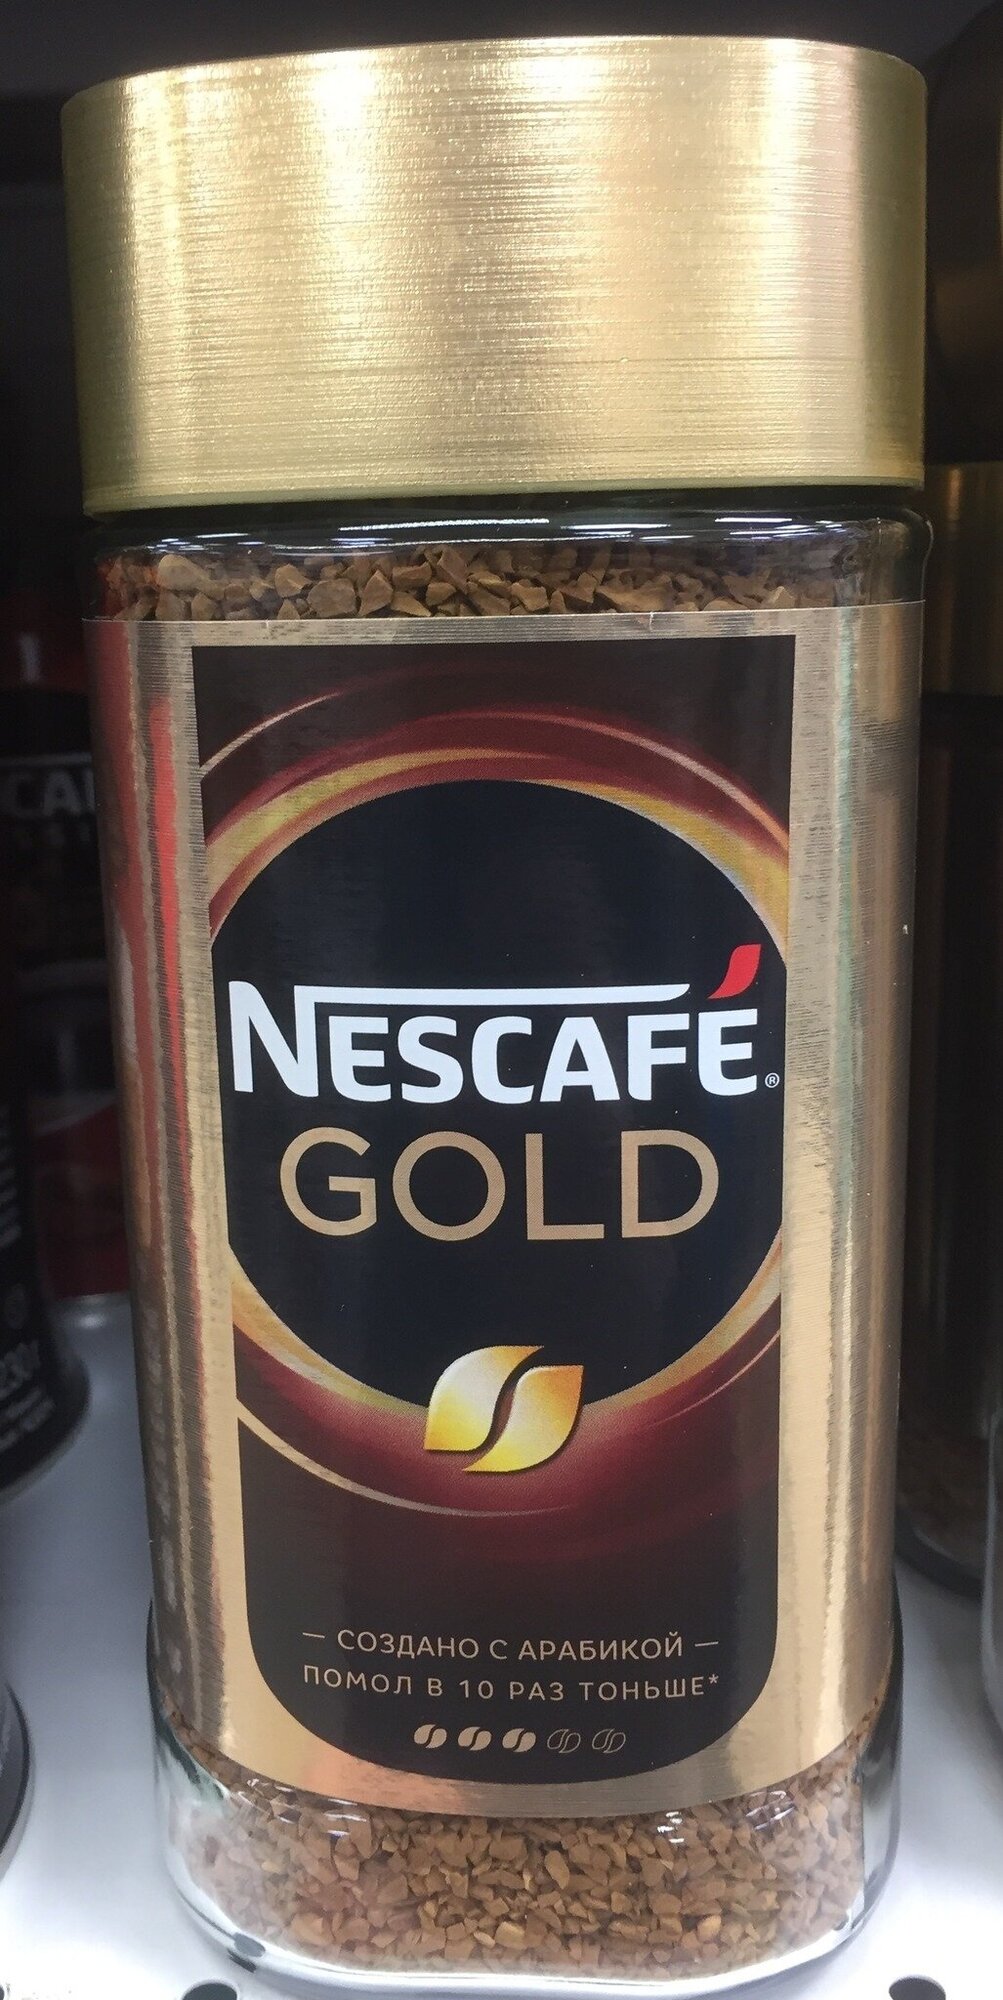 NESCAFÉ®
GOLD
— СОЗДАНО С АРАБИКОЙ —
ПОМОЛ В 10 РАЗ ТОНЬШЕ*